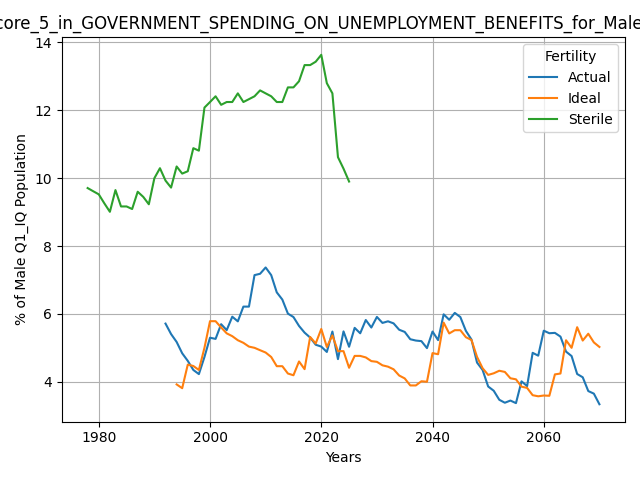 core_5_in_GOVERNMENT_SPENDING_ON_UNEMPLOYMENT_BENEFITS_for_Male
14
12
10
8
6
4
% of Male Q1_IQ Population
Fertility
Actual
Ideal
Sterile
1980
2000
2020
2040
2060
Years